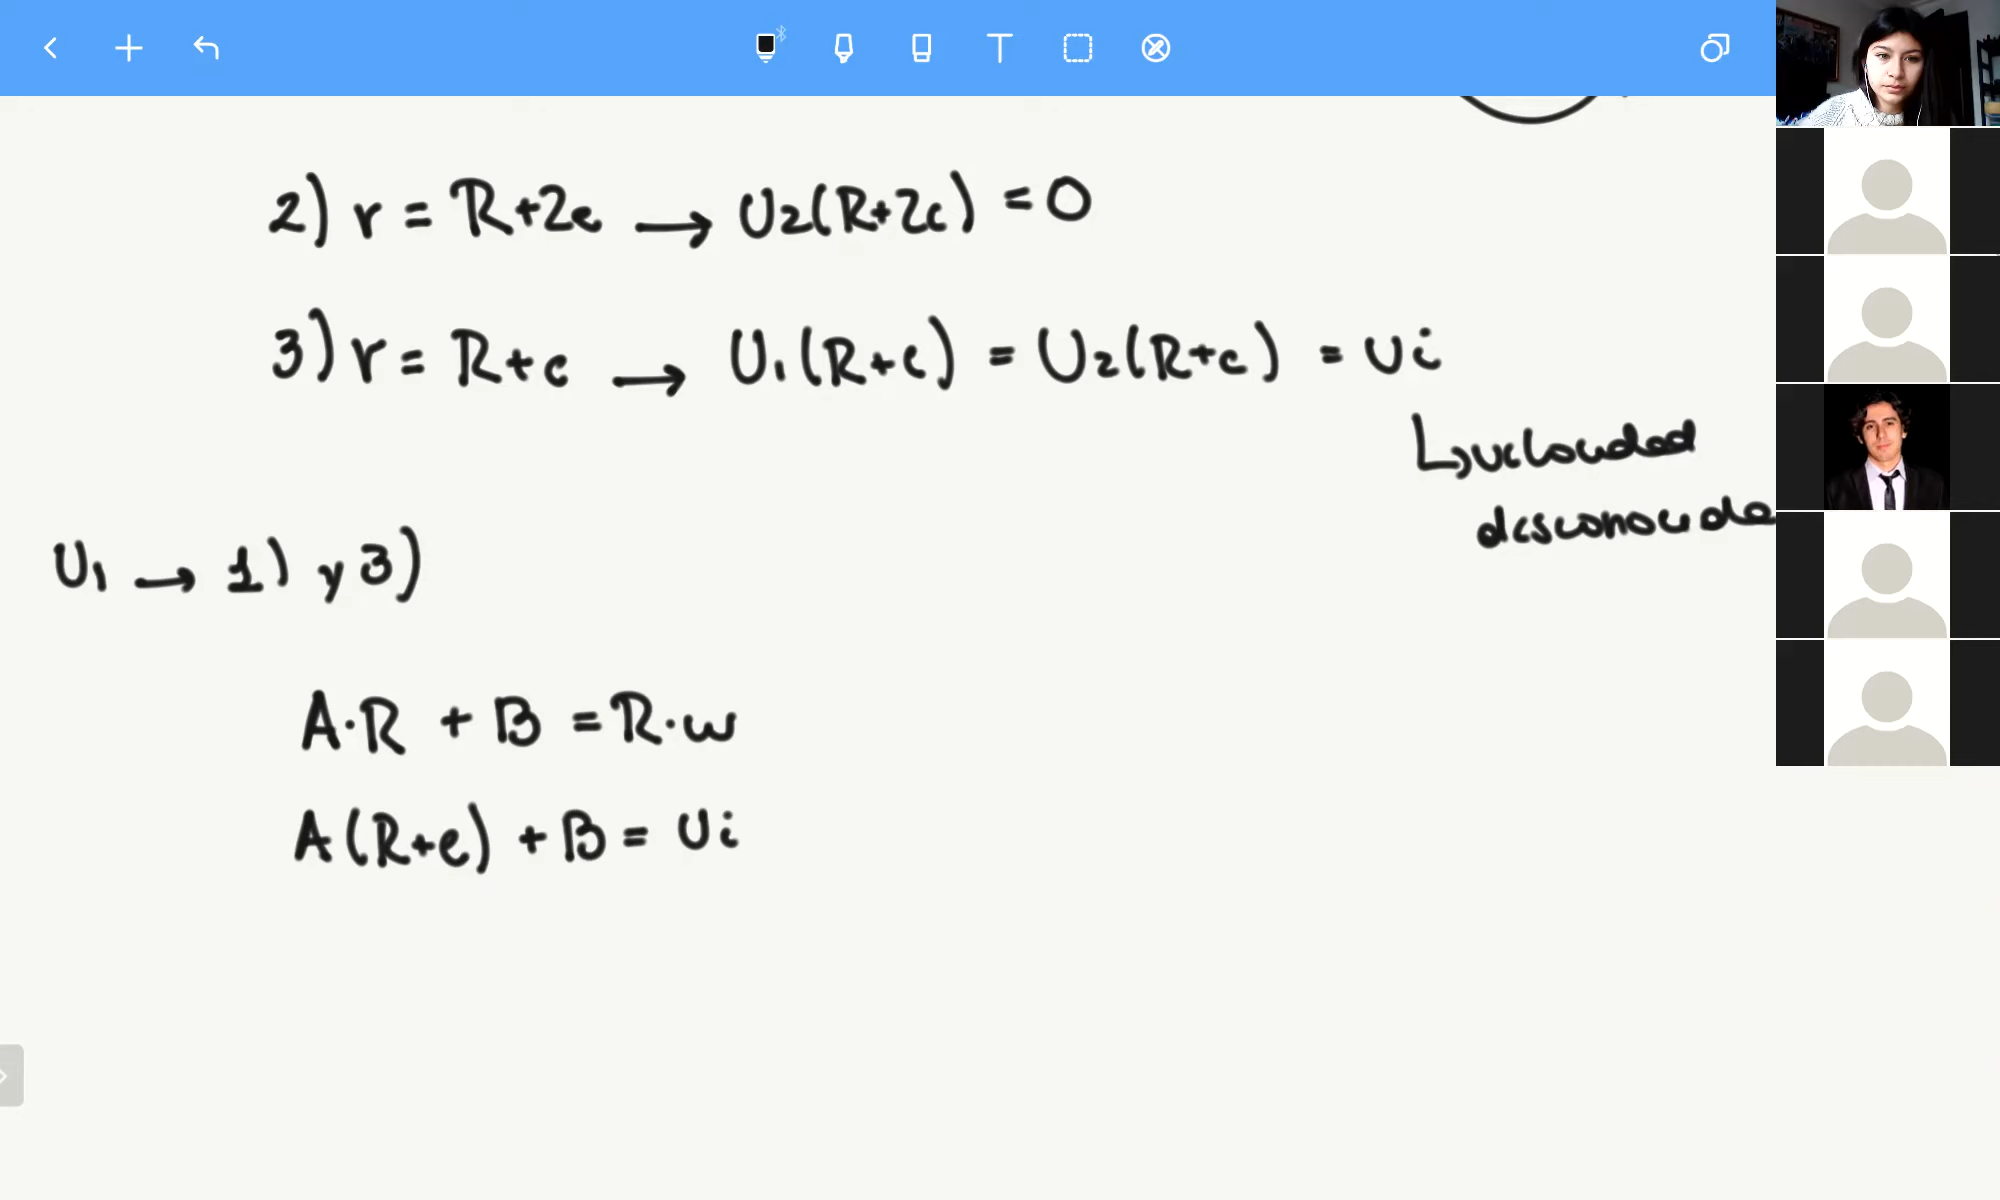 2) r = R+2e → U2(R+2e) = 0
3) r = R+e → U1(R+e) = U2(R+e) = Ui
↳ velocidad
desconocida
U1 → 1) y 3)
A·R + B = R·w
A(R+e) + B = Ui